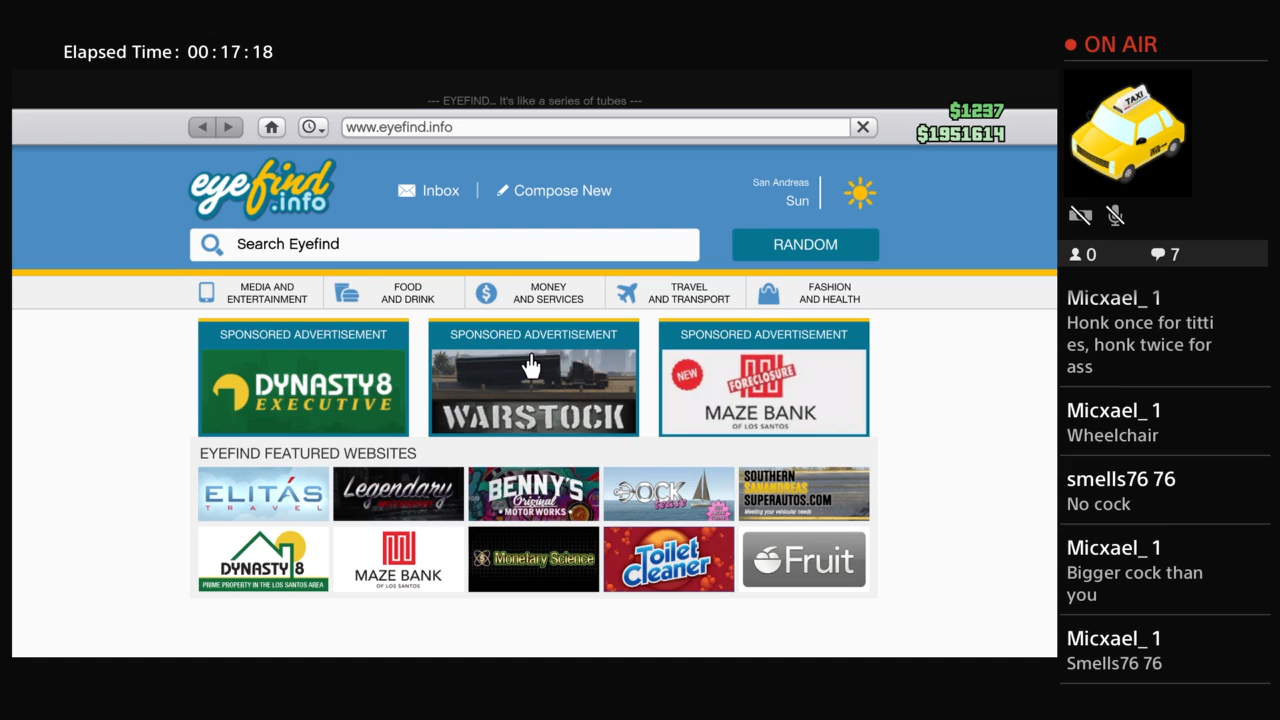 Elapsed Time: 00:17:18
ON AIR
--- EYEFIND... It's like a series of tubes ---
www.eyefind.info
$1237
$1951614
TAXI
eyefind
.info
Inbox
Compose New
San Andreas
Sun
Search Eyefind
RANDOM
MEDIA AND
ENTERTAINMENT
FOOD
AND DRINK
MONEY
AND SERVICES
TRAVEL
AND TRANSPORT
FASHION
AND HEALTH
SPONSORED ADVERTISEMENT
DYNASTY8
EXECUTIVE
SPONSORED ADVERTISEMENT
WARSTOCK
SPONSORED ADVERTISEMENT
NEW
FORECLOSURE
MAZE BANK
OF LOS SANTOS
EYEFIND FEATURED WEBSITES
ELITÁS
TRAVEL
Legendary
BENNY'S
Original
MOTOR WORKS
DOCK
tease
SOUTHERN
SANANDREAS
SUPERAUTOS.COM
Meeting your vehicular needs
DYNASTY 8
PRIME PROPERTY IN THE LOS SANTOS AREA
MAZE BANK
OF LOS SANTOS
Monetary Science
Toilet
Cleaner
Fruit
0
7
Micxael_1
Honk once for titti
es, honk twice for
ass
Micxael_1
Wheelchair
smells76 76
No cock
Micxael_1
Bigger cock than
you
Micxael_1
Smells76 76